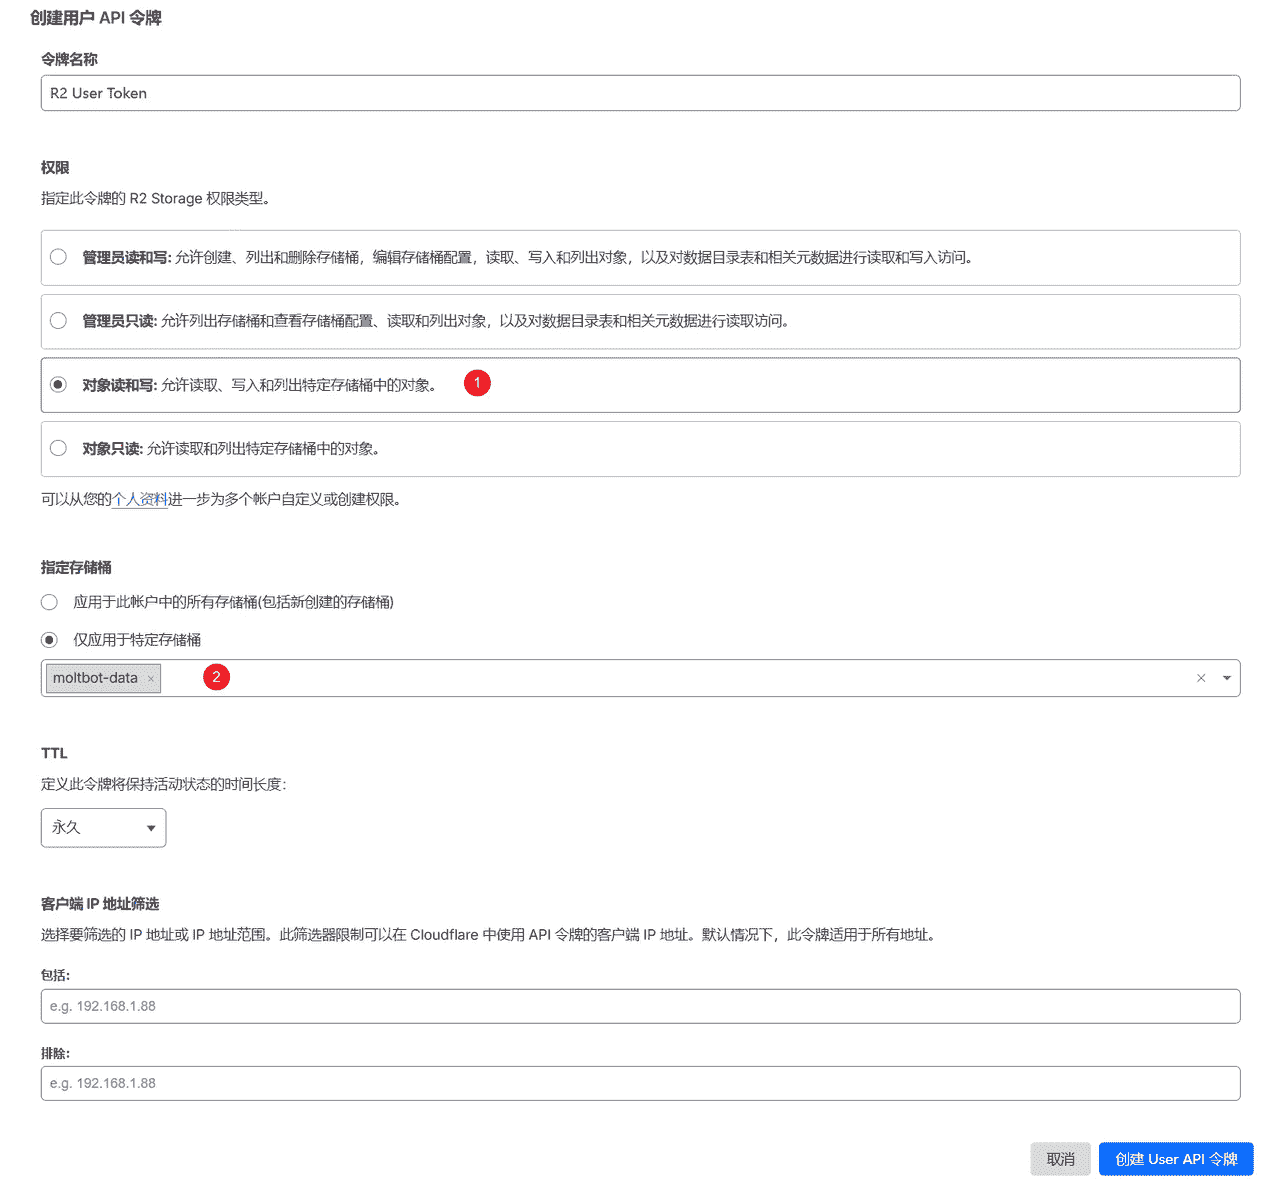 创建用户 API 令牌
令牌名称
R2 User Token
权限
指定此令牌的 R2 Storage 权限类型。
管理员读和写: 允许创建、列出和删除存储桶，编辑存储桶配置，读取、写入和列出对象，以及对数据目录表和相关元数据进行读取和写入访问。
管理员只读: 允许列出存储桶和查看存储桶配置、读取和列出对象，以及对数据目录表和相关元数据进行读取访问。
对象读和写: 允许读取、写入和列出特定存储桶中的对象。 1
对象只读: 允许读取和列出特定存储桶中的对象。
可以从您的个人资料进一步为多个帐户自定义或创建权限。
指定存储桶
应用于此帐户中的所有存储桶(包括新创建的存储桶)
仅应用于特定存储桶
moltbot-data × 2
TTL
定义此令牌将保持活动状态的时间长度:
永久
客户端 IP 地址筛选
选择要筛选的 IP 地址或 IP 地址范围。此筛选器限制可以在 Cloudflare 中使用 API 令牌的客户端 IP 地址。默认情况下，此令牌适用于所有地址。
包括:
e.g. 192.168.1.88
排除:
e.g. 192.168.1.88
取消 创建 User API 令牌